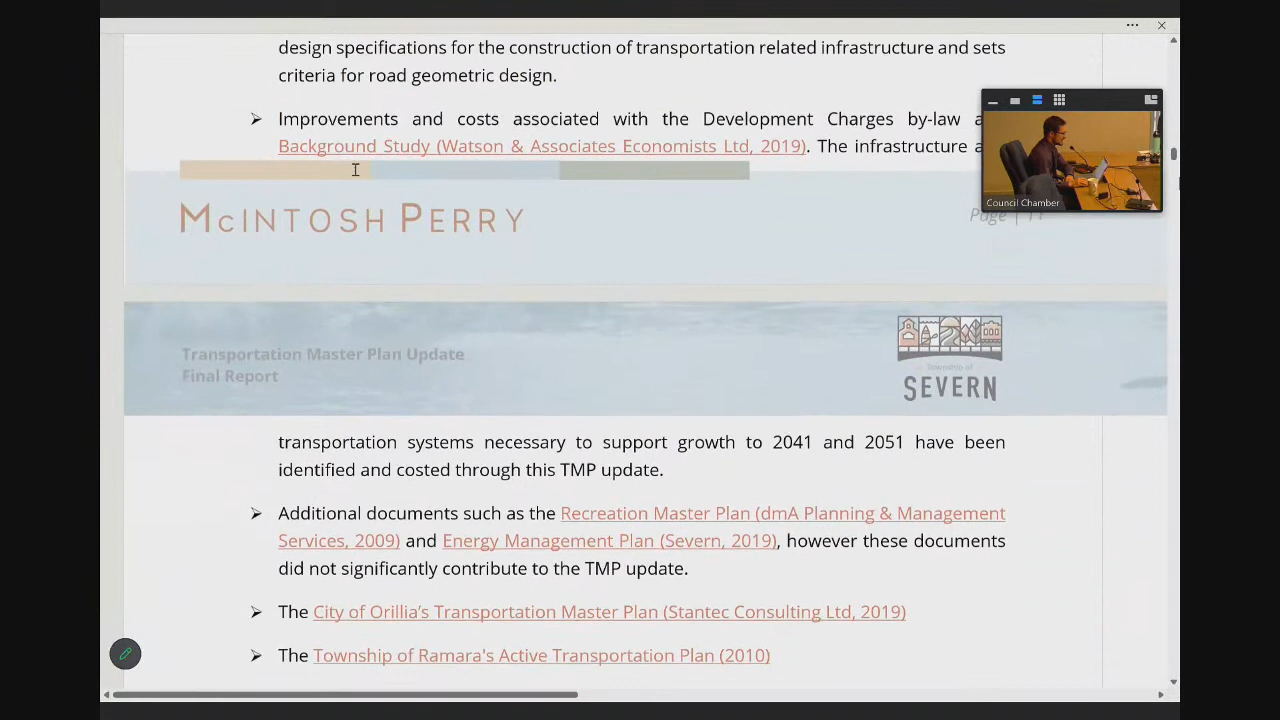 design specifications for the construction of transportation related infrastructure and sets
criteria for road geometric design.
➢ Improvements and costs associated with the Development Charges by-law
Background Study (Watson & Associates Economists Ltd, 2019). The infrastructure
Council Chamber
McINTOSH PERRY
Page | 11
Transportation Master Plan Update
Final Report
Township of
SEVERN
transportation systems necessary to support growth to 2041 and 2051 have been
identified and costed through this TMP update.
➢ Additional documents such as the Recreation Master Plan (dmA Planning & Management
Services, 2009) and Energy Management Plan (Severn, 2019), however these documents
did not significantly contribute to the TMP update.
➢ The City of Orillia's Transportation Master Plan (Stantec Consulting Ltd, 2019)
➢ The Township of Ramara's Active Transportation Plan (2010)